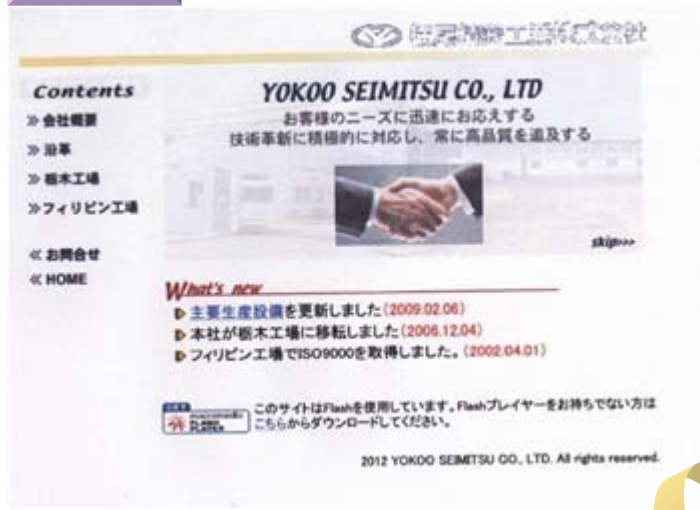 Contents
» 会社概要
» 沿革
» 栃木工場
»フィリピン工場
« お問合せ
« HOME
YOKOO SEIMITSU CO., LTD
お客様のニーズに迅速にお応えする
技術革新に積極的に対応し、常に高品質を追及する
skip>>>
What's new
主要生産設備を更新しました(2009.02.06)
本社が栃木工場に移転しました(2006.12.04)
フィリピン工場でISO9000を取得しました。(2002.04.01)
このサイトはFlashを使用しています。Flashプレイヤーをお持ちでない方は
こちらからダウンロードしてください。
2012 YOKOO SEIMITSU CO., LTD. All rights reserved.